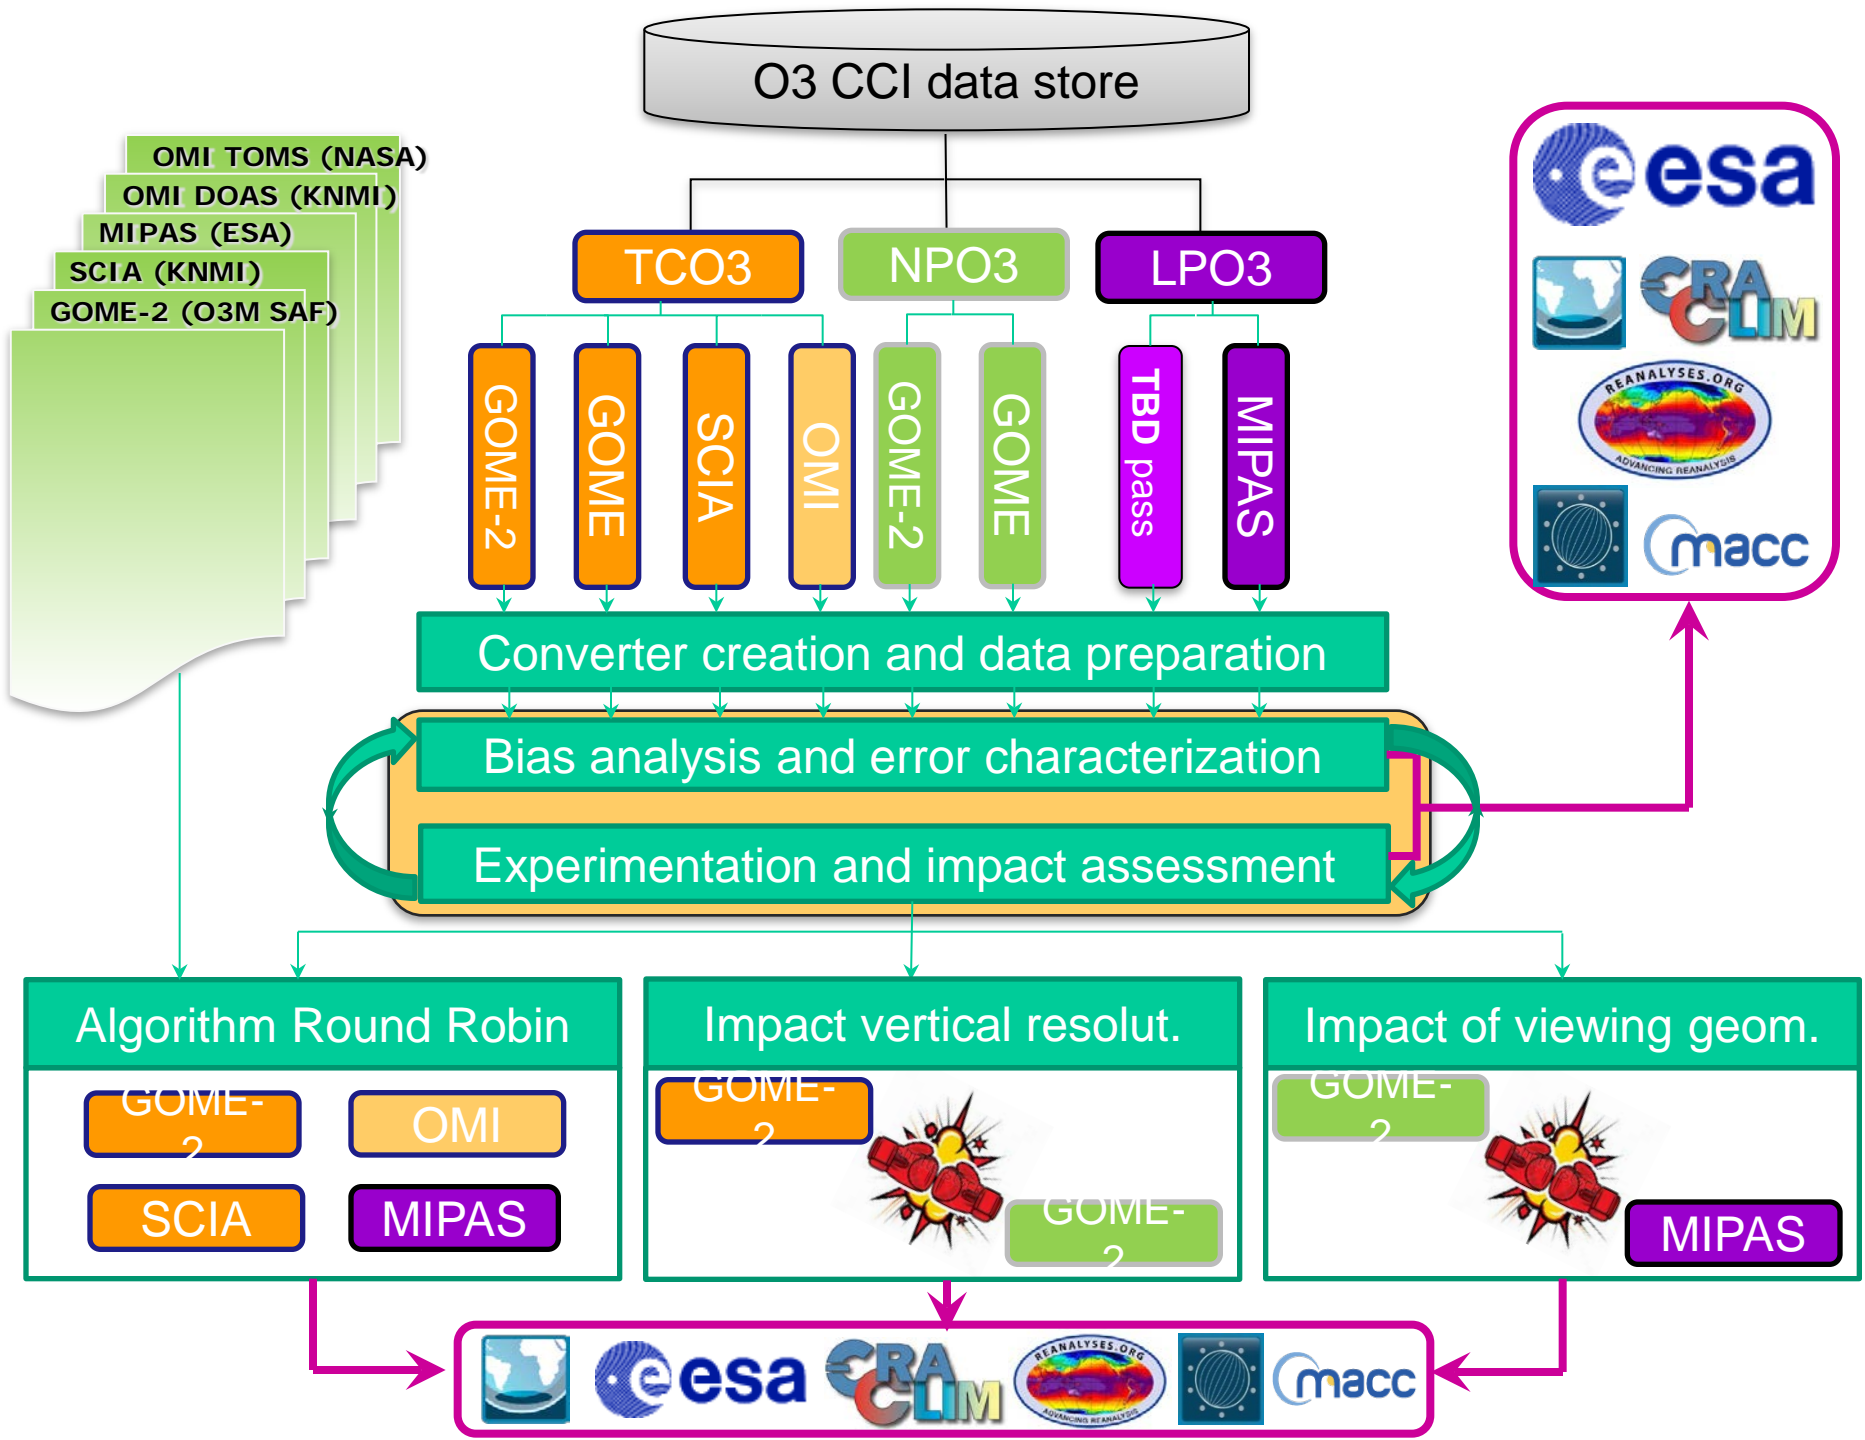 O3 CCI data store
OMI TOMS (NASA)
OMI DOAS (KNMI)
MIPAS (ESA)
SCIA (KNMI)
GOME-2 (O3M SAF)
TCO3
NPO3
LPO3
GOME-2
GOME
SCIA
OMI
GOME-2
GOME
TBD pass
MIPAS
esa
ERA
CLIM
REANALYSES.ORG
ADVANCING REANALYSIS
macc
Converter creation and data preparation
Bias analysis and error characterization
Experimentation and impact assessment
Algorithm Round Robin
GOME-
2
OMI
SCIA
MIPAS
Impact vertical resolut.
GOME-
2
GOME-
2
Impact of viewing geom.
GOME-
2
MIPAS
esa
ERA
CLIM
REANALYSES.ORG
ADVANCING REANALYSIS
macc